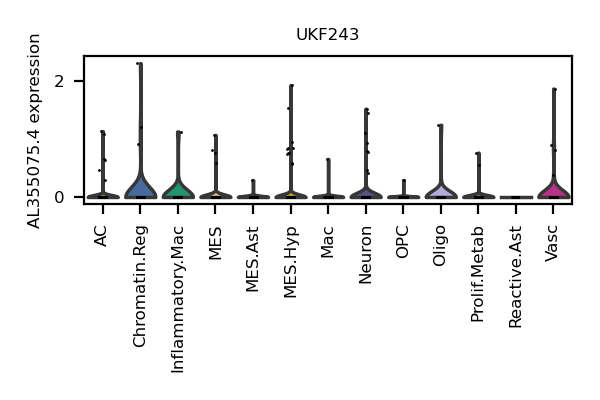 UKF243
AL355075.4 expression
2
0
AC
Chromatin.Reg
Inflammatory.Mac
MES
MES.Ast
MES.Hyp
Mac
Neuron
OPC
Oligo
Prolif.Metab
Reactive.Ast
Vasc